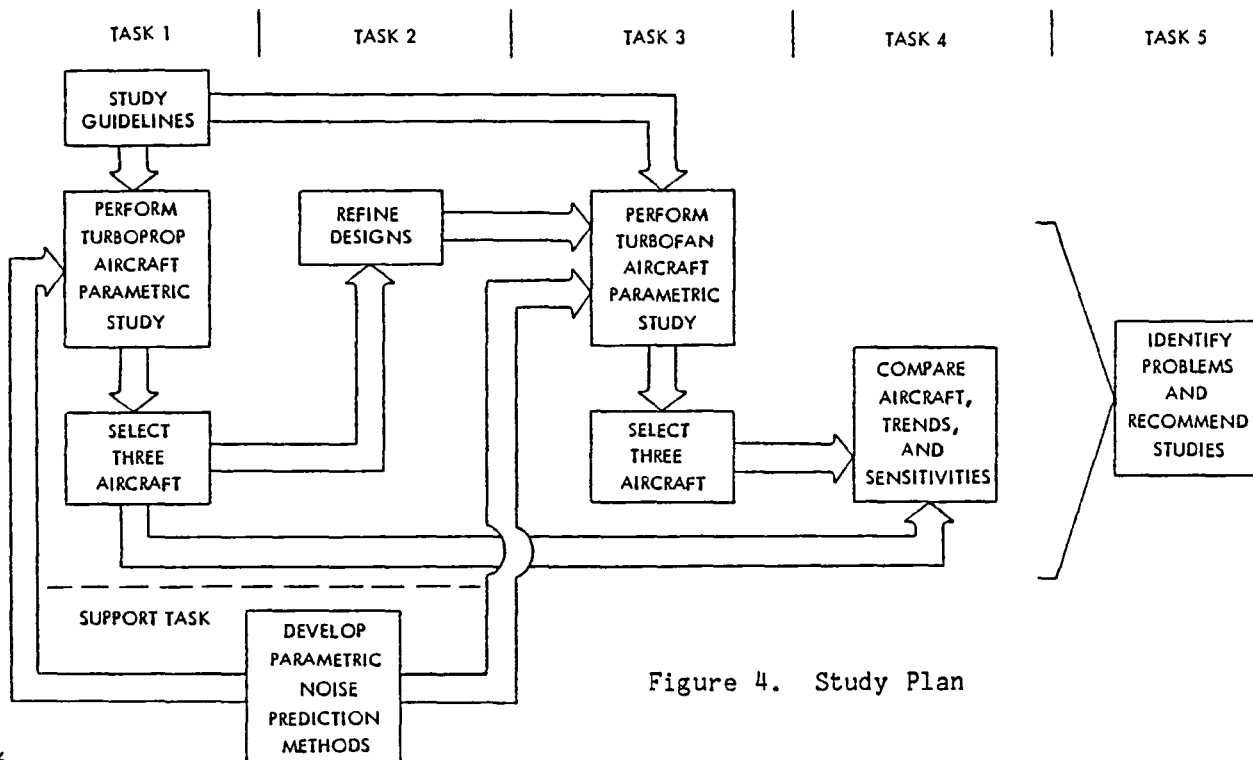 TASK 1
TASK 2
TASK 3
TASK 4
TASK 5
STUDY
GUIDELINES
PERFORM
TURBOPROP
AIRCRAFT
PARAMETRIC
STUDY
SELECT
THREE
AIRCRAFT
REFINE
DESIGNS
PERFORM
TURBOFAN
AIRCRAFT
PARAMETRIC
STUDY
SELECT
THREE
AIRCRAFT
COMPARE
AIRCRAFT,
TRENDS,
AND
SENSITIVITIES
IDENTIFY
PROBLEMS
AND
RECOMMEND
STUDIES
SUPPORT TASK
DEVELOP
PARAMETRIC
NOISE
PREDICTION
METHODS
Figure 4. Study Plan